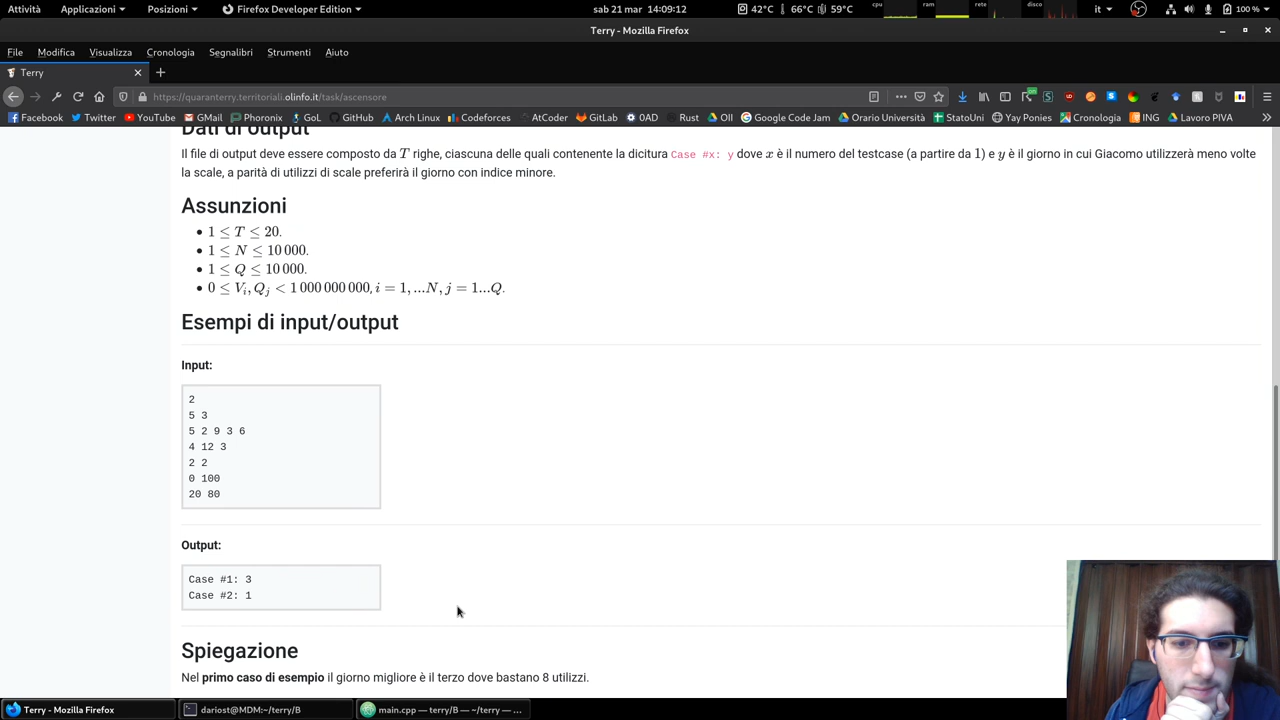 Attività Applicazioni Posizioni Firefox Developer Edition sab 21 mar 14:09:12 cpu ram rete disco 42°C 66°C 59°C it 100 %
Terry - Mozilla Firefox
File Modifica Visualizza Cronologia Segnalibri Strumenti Aiuto
Terry
https://quaranterry.territoriali.olinfo.it/task/ascensore
Facebook Twitter YouTube GMail Phoronix GoL GitHub Arch Linux Codeforces AtCoder GitLab 0AD Rust OII Google Code Jam Orario Università StatoUni Yay Ponies Cronologia ING Lavoro PIVA
Dati di output
Il file di output deve essere composto da T righe, ciascuna delle quali contenente la dicitura Case #x: y dove x è il numero del testcase (a partire da 1) e y è il giorno in cui Giacomo utilizzerà meno volte
la scale, a parità di utilizzi di scale preferirà il giorno con indice minore.
Assunzioni
• 1 ≤ T ≤ 20.
• 1 ≤ N ≤ 10 000.
• 1 ≤ Q ≤ 10 000.
• 0 ≤ Vi, Qj < 1 000 000 000, i = 1, ...N, j = 1...Q.
Esempi di input/output
Input:
2
5 3
5 2 9 3 6
4 12 3
2 2
0 100
20 80
Output:
Case #1: 3
Case #2: 1
Spiegazione
Nel primo caso di esempio il giorno migliore è il terzo dove bastano 8 utilizzi.
Terry - Mozilla Firefox dariost@MDM:~/terry/B main.cpp — terry/B — ~/terry — ...